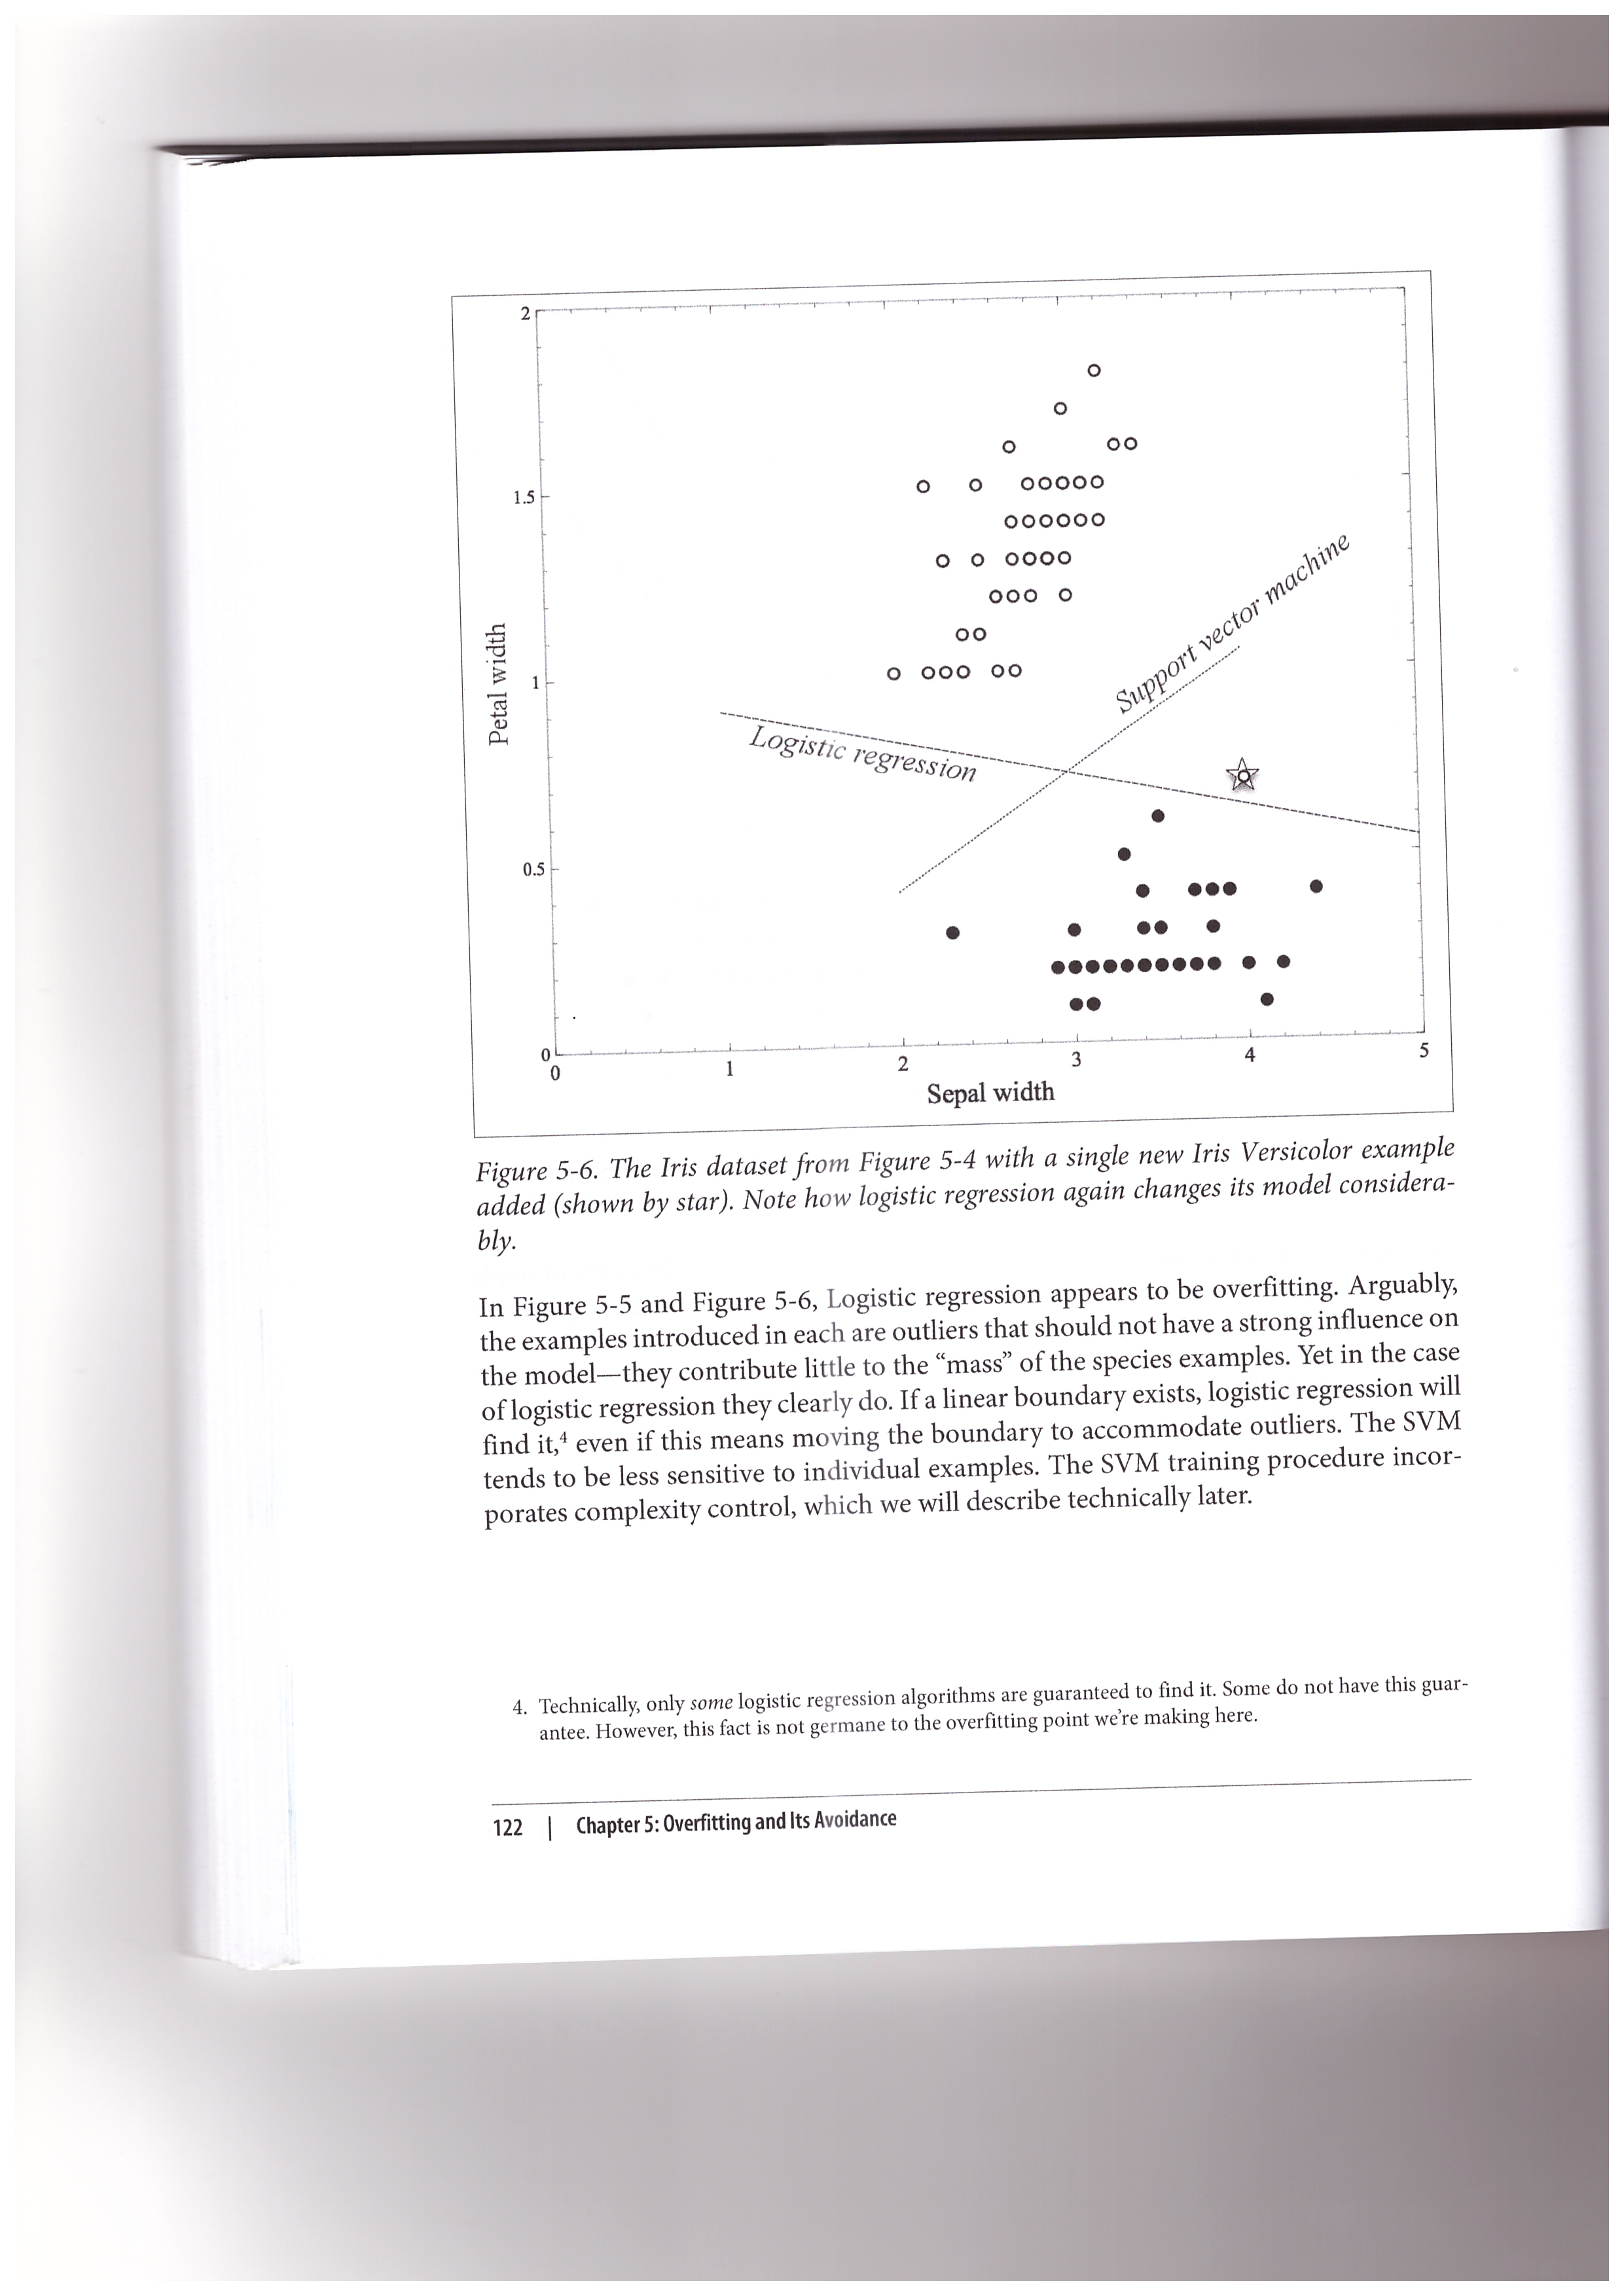 2
1.5
1
0.5
0
Petal width
Support vector machine
Logistic regression
0 1 2 3 4 5
Sepal width
Figure 5-6. The Iris dataset from Figure 5-4 with a single new Iris Versicolor example
added (shown by star). Note how logistic regression again changes its model considera-
bly.
In Figure 5-5 and Figure 5-6, Logistic regression appears to be overfitting. Arguably,
the examples introduced in each are outliers that should not have a strong influence on
the model—they contribute little to the “mass” of the species examples. Yet in the case
of logistic regression they clearly do. If a linear boundary exists, logistic regression will
find it,⁴ even if this means moving the boundary to accommodate outliers. The SVM
tends to be less sensitive to individual examples. The SVM training procedure incor-
porates complexity control, which we will describe technically later.
4. Technically, only some logistic regression algorithms are guaranteed to find it. Some do not have this guar-
antee. However, this fact is not germane to the overfitting point we’re making here.
122 | Chapter 5: Overfitting and Its Avoidance